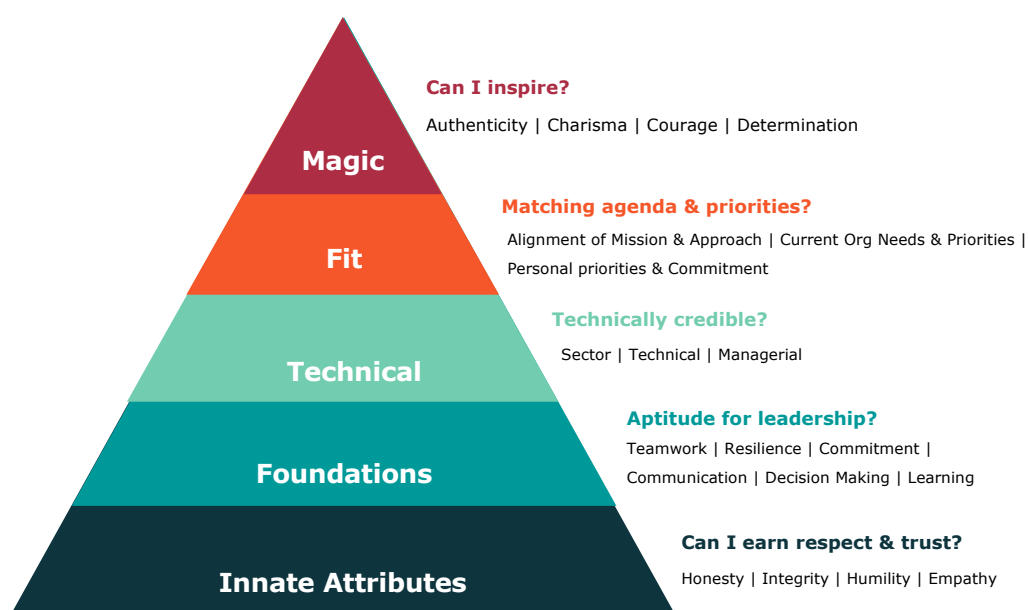 Can I inspire?
Authenticity | Charisma | Courage | Determination
Magic
Matching agenda & priorities?
Alignment of Mission & Approach | Current Org Needs & Priorities |
Fit
Personal priorities & Commitment
Technically credible?
Sector | Technical | Managerial
Technical
Aptitude for leadership?
Teamwork | Resilience | Commitment |
Foundations
Communication | Decision Making | Learning
Can I earn respect & trust?
Innate Attributes
Honesty | Integrity | Humility | Empathy